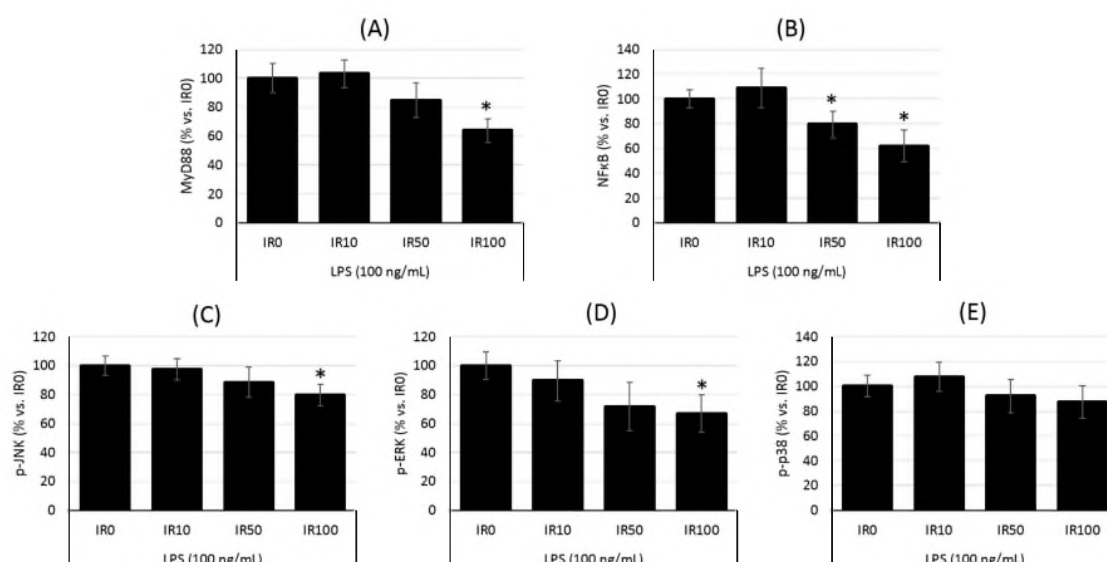 (A)
MyD88 (% vs. IR0)
120
100
80
60
40
20
0
*
IR0 IR10 IR50 IR100
LPS (100 ng/mL)
(B)
NFκB (% vs. IR0)
140
120
100
80
60
40
20
0
*
*
IR0 IR10 IR50 IR100
LPS (100 ng/mL)
(C)
p-JNK (% vs. IR0)
120
100
80
60
40
20
0
*
IR0 IR10 IR50 IR100
LPS (100 ng/mL)
(D)
p-ERK (% vs. IR0)
120
100
80
60
40
20
0
*
IR0 IR10 IR50 IR100
LPS (100 ng/mL)
(E)
p-p38 (% vs. IR0)
140
120
100
80
60
40
20
0
IR0 IR10 IR50 IR100
LPS (100 ng/mL)